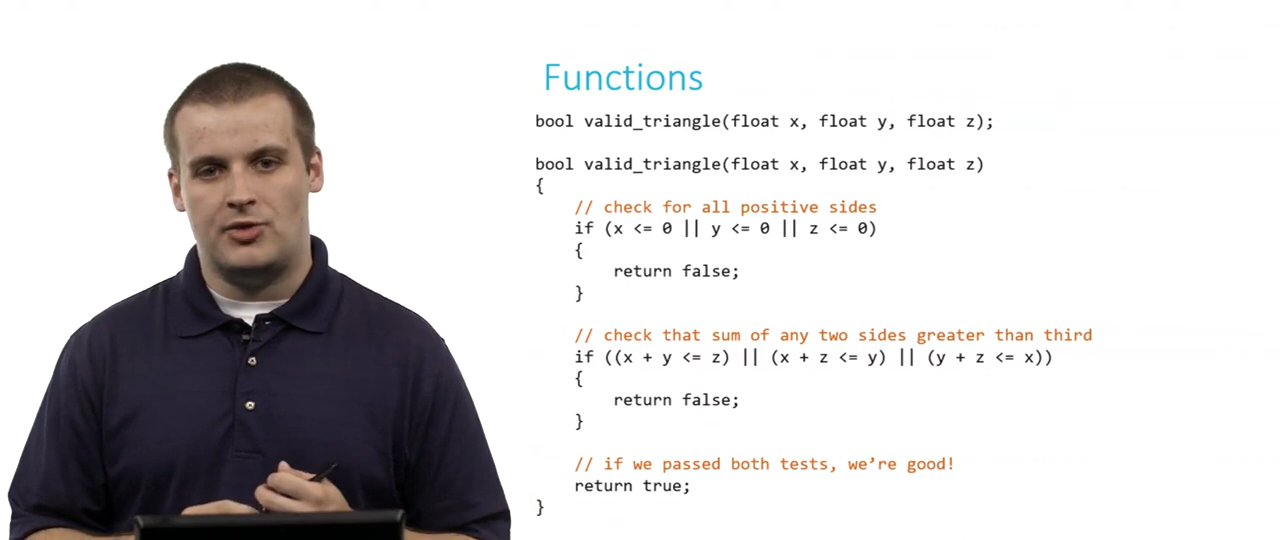 Functions
bool valid_triangle(float x, float y, float z);
bool valid_triangle(float x, float y, float z)
{
// check for all positive sides
if (x <= 0 || y <= 0 || z <= 0)
{
return false;
}
// check that sum of any two sides greater than third
if ((x + y <= z) || (x + z <= y) || (y + z <= x))
{
return false;
}
// if we passed both tests, we’re good!
return true;
}